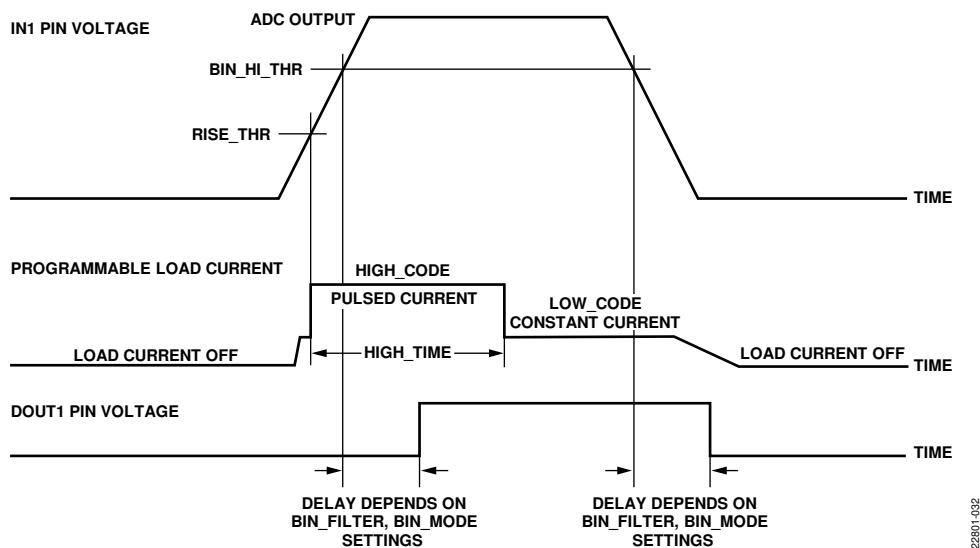 IN1 PIN VOLTAGE
ADC OUTPUT
BIN_HI_THR
RISE_THR
TIME
PROGRAMMABLE LOAD CURRENT
HIGH_CODE
PULSED CURRENT
LOW_CODE
CONSTANT CURRENT
LOAD CURRENT OFF
HIGH_TIME
LOAD CURRENT OFF
TIME
DOUT1 PIN VOLTAGE
TIME
DELAY DEPENDS ON
BIN_FILTER, BIN_MODE
SETTINGS
DELAY DEPENDS ON
BIN_FILTER, BIN_MODE
SETTINGS
22801-032